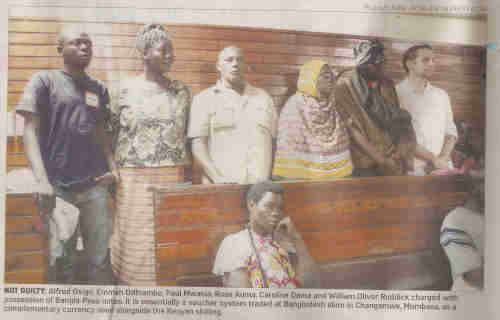 NOT GUILTY: Alfred Osigo, Emman Odhiambo, Paul Mwania, Rose Auma, Caroline Dama and William Oliver Ruddick charged with
possession of Bangla-Pesa notes. It is essentially a voucher system traded at Bangladesh slum in Changamwe, Mombasa, as a
complementary currency used alongside the Kenyan shilling.